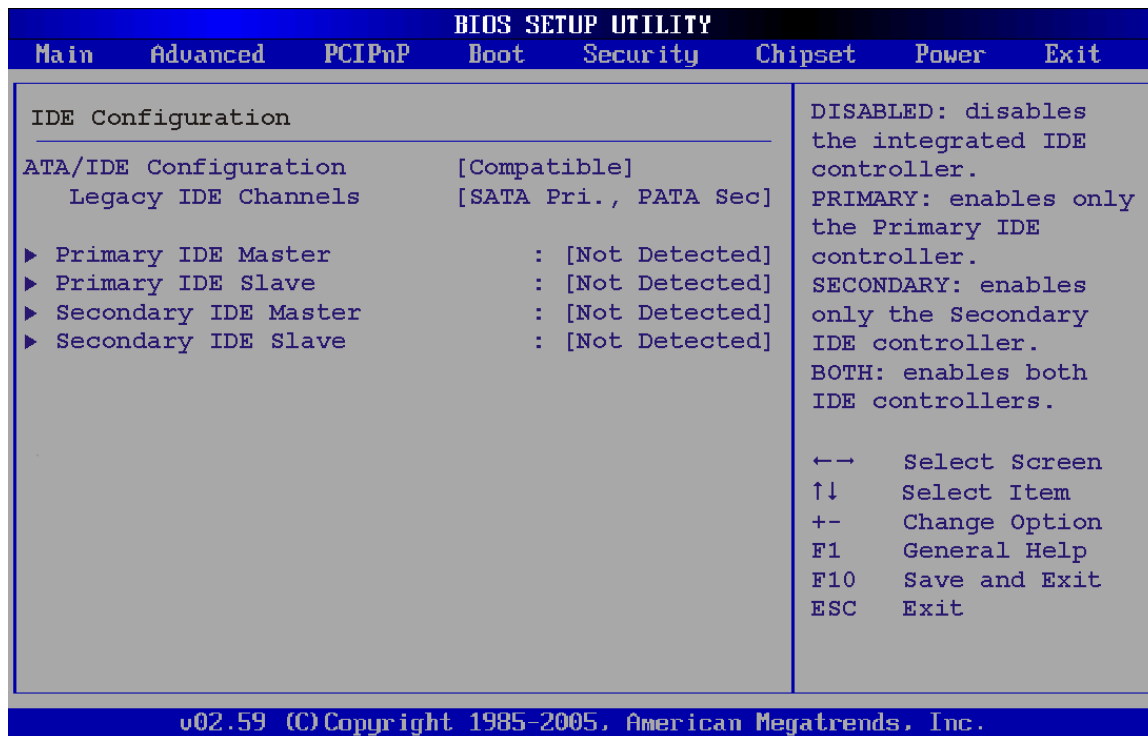 BIOS SETUP UTILITY
Main Advanced PCIPnP Boot Security Chipset Power Exit
IDE Configuration
ATA/IDE Configuration [Compatible]
Legacy IDE Channels [SATA Pri., PATA Sec]
▶ Primary IDE Master : [Not Detected]
▶ Primary IDE Slave : [Not Detected]
▶ Secondary IDE Master : [Not Detected]
▶ Secondary IDE Slave : [Not Detected]
DISABLED: disables
the integrated IDE
controller.
PRIMARY: enables only
the Primary IDE
controller.
SECONDARY: enables
only the Secondary
IDE controller.
BOTH: enables both
IDE controllers.
←→ Select Screen
↑↓ Select Item
+- Change Option
F1 General Help
F10 Save and Exit
ESC Exit
v02.59 (C)Copyright 1985-2005, American Megatrends, Inc.